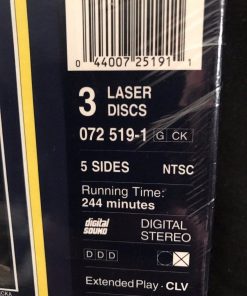 0 44007 25191 1
3 LASER DISCS
072 519-1 G CK
5 SIDES NTSC
Running Time:
244 minutes
digital sound DIGITAL STEREO
D D D
Extended Play · CLV
CKA